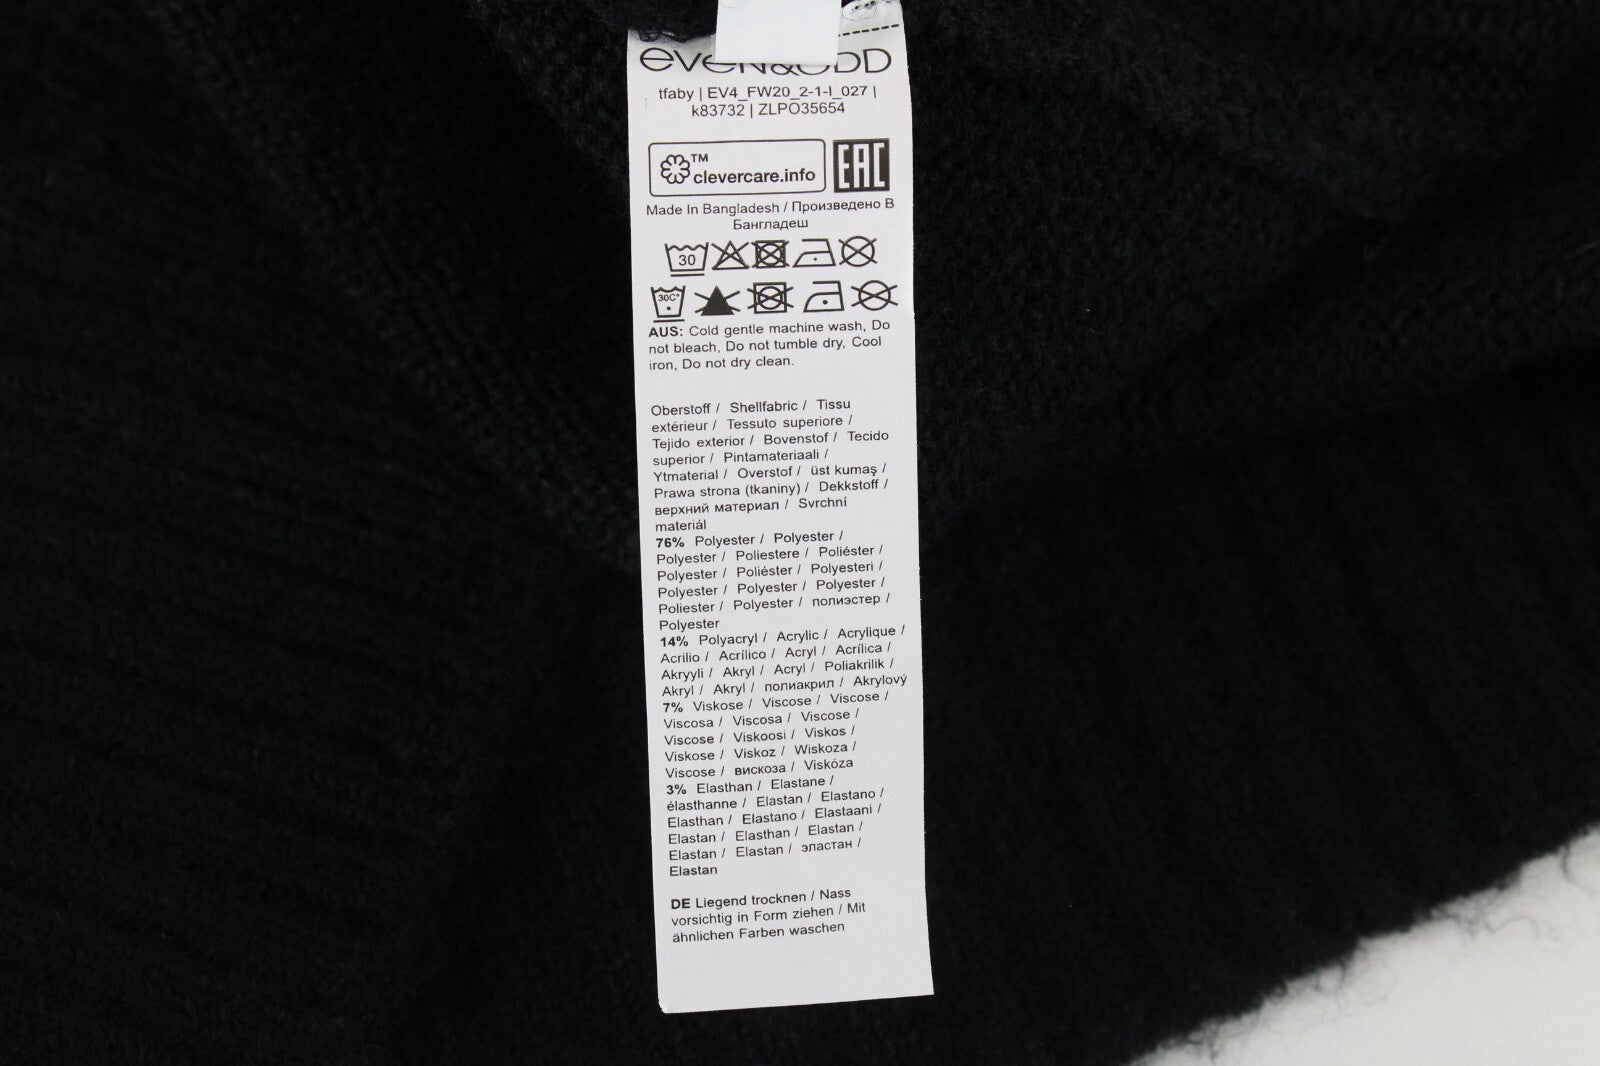 even&odd
tfaby | EV4_FW20_2-1-I_027 |
k83732 | ZLPO35654
TM
clevercare.info
EAC
Made In Bangladesh / Произведено В
Бангладеш
30
30C°
AUS: Cold gentle machine wash, Do
not bleach, Do not tumble dry, Cool
iron, Do not dry clean.
Oberstoff / Shellfabric / Tissu
extérieur / Tessuto superiore /
Tejido exterior / Bovenstof / Tecido
superior / Pintamateriaali /
Ytmaterial / Overstof / üst kumaş /
Prawa strona (tkaniny) / Dekkstoff /
верхний материал / Svrchní
materiál
76% Polyester / Polyester /
Polyester / Poliestere / Poliéster /
Polyester / Poliéster / Polyesteri /
Polyester / Polyester / Polyester /
Poliester / Polyester / полиэстер /
Polyester
14% Polyacryl / Acrylic / Acrylique /
Acrilio / Acrílico / Acryl / Acrílica /
Akryyli / Akryl / Acryl / Poliakrilik /
Akryl / Akryl / полиакрил / Akrylový
7% Viskose / Viscose / Viscose /
Viscosa / Viscosa / Viscose /
Viscose / Viskoosi / Viskos /
Viskose / Viskoz / Wiskoza /
Viscose / вискоза / Viskóza
3% Elasthan / Elastane /
élasthanne / Elastan / Elastano /
Elasthan / Elastano / Elastaani /
Elastan / Elasthan / Elastan /
Elastan / Elastan / эластан /
Elastan
DE Liegend trocknen / Nass
vorsichtig in Form ziehen / Mit
ähnlichen Farben waschen